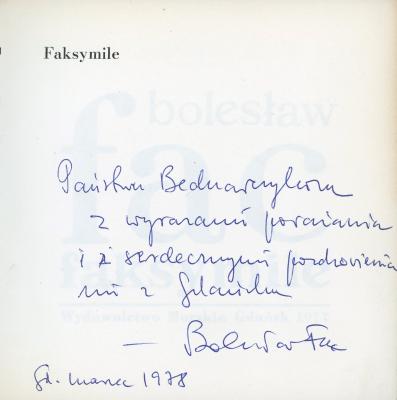 Faksymile
bolesław
fac
faksymile
Wydawnictwo Morskie Gdańsk 1977
Państwu Bednarczykom
z wyrazami poważania
i z serdecznymi pozdrowienia
mi z Gdańska
— Bolesław Fac
Gd. marzec 1978